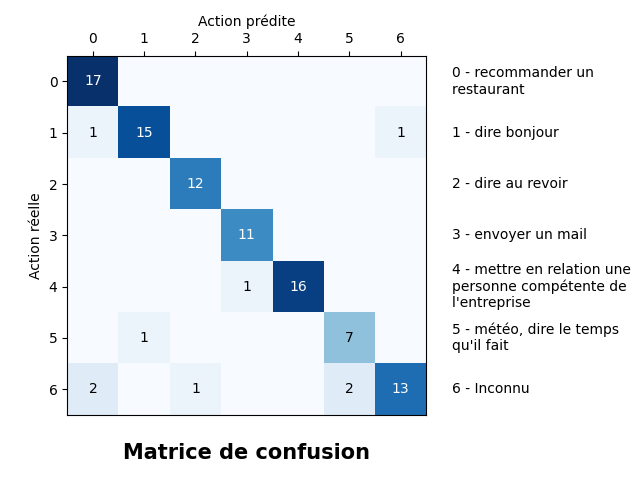 Action prédite
0 1 2 3 4 5 6
Action réelle
0 17
1 1 15 1
2 12
3 11
4 1 16
5 1 7
6 2 1 2 13
0 - recommander un
restaurant
1 - dire bonjour
2 - dire au revoir
3 - envoyer un mail
4 - mettre en relation une
personne compétente de
l'entreprise
5 - météo, dire le temps
qu'il fait
6 - Inconnu
Matrice de confusion